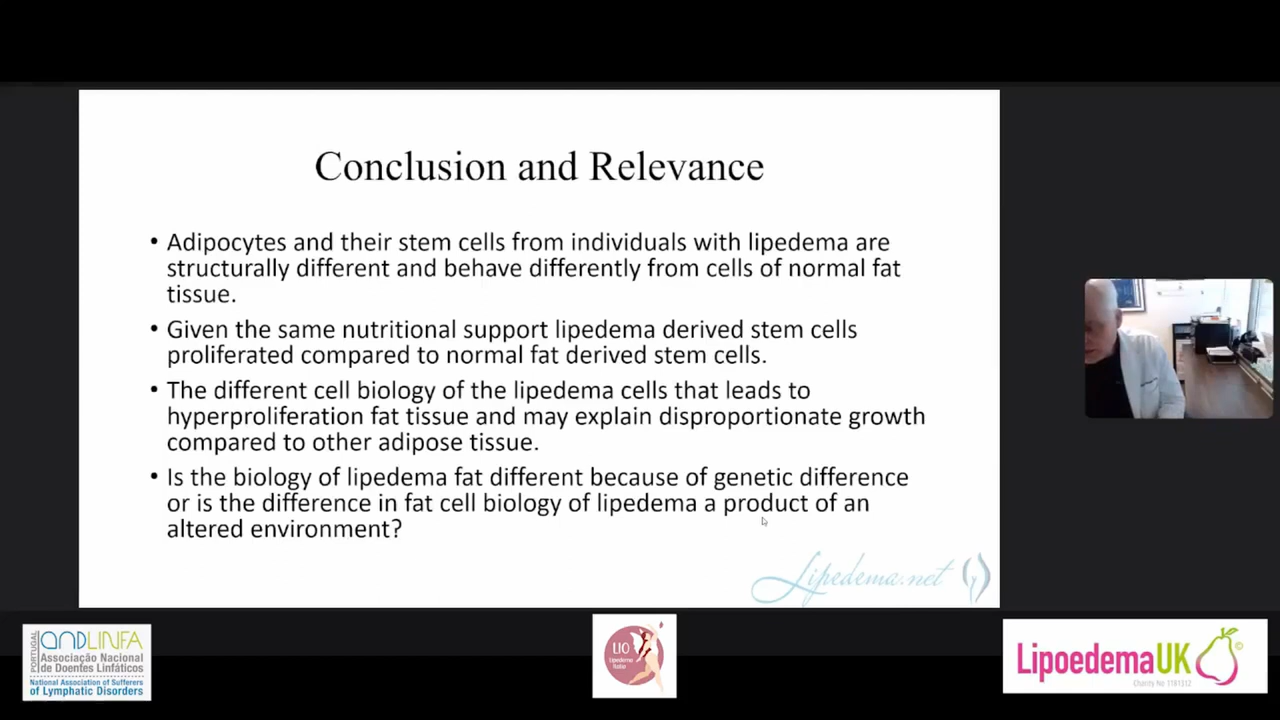 Conclusion and Relevance
• Adipocytes and their stem cells from individuals with lipedema are
structurally different and behave differently from cells of normal fat
tissue.
• Given the same nutritional support lipedema derived stem cells
proliferated compared to normal fat derived stem cells.
• The different cell biology of the lipedema cells that leads to
hyperproliferation fat tissue and may explain disproportionate growth
compared to other adipose tissue.
• Is the biology of lipedema fat different because of genetic difference
or is the difference in fat cell biology of lipedema a product of an
altered environment?
Lipedema.net
PORTUGAL
andLINFA
Associação Nacional
de Doentes Linfáticos
National Association of Sufferers
of Lymphatic Disorders
LIO
Lipedema
LipoedemaUK
Charity No 1181512